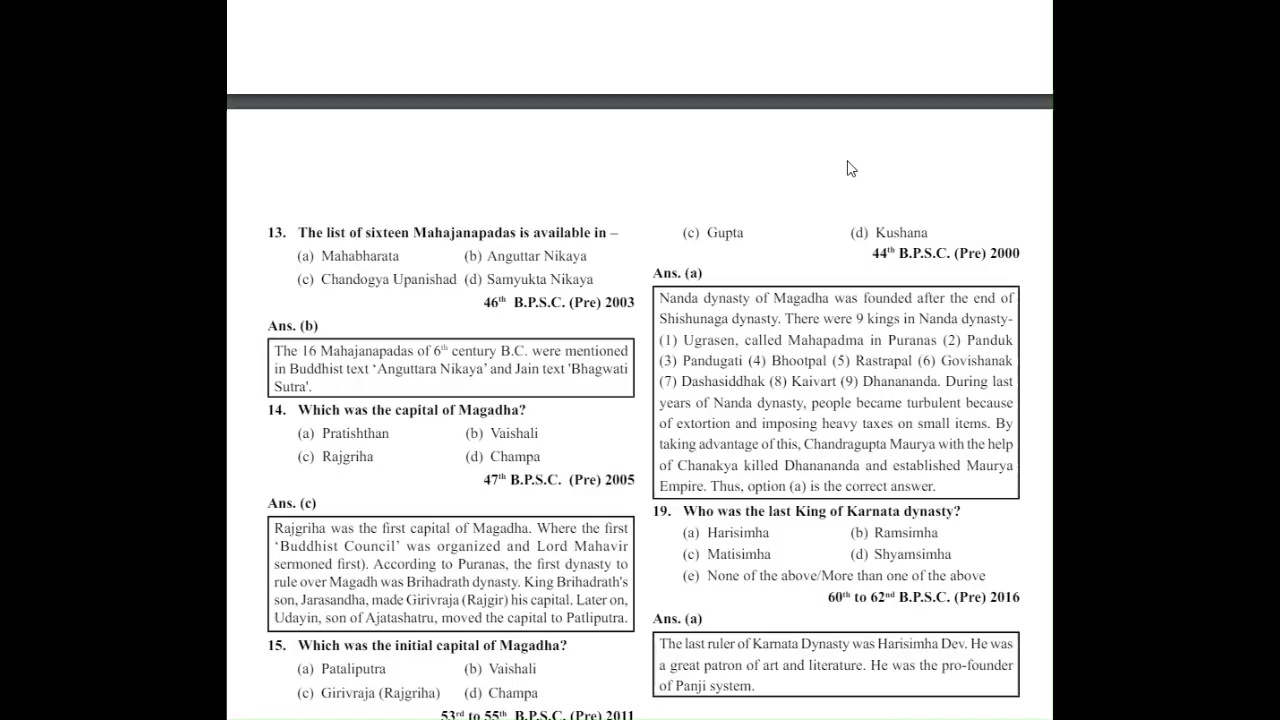 13. The list of sixteen Mahajanapadas is available in –
(a) Mahabharata (b) Anguttar Nikaya
(c) Chandogya Upanishad (d) Samyukta Nikaya
46th B.P.S.C. (Pre) 2003
Ans. (b)
The 16 Mahajanapadas of 6th century B.C. were mentioned
in Buddhist text ‘Anguttara Nikaya’ and Jain text 'Bhagwati
Sutra'.
14. Which was the capital of Magadha?
(a) Pratishthan (b) Vaishali
(c) Rajgriha (d) Champa
47th B.P.S.C. (Pre) 2005
Ans. (c)
Rajgriha was the first capital of Magadha. Where the first
‘Buddhist Council’ was organized and Lord Mahavir
sermoned first). According to Puranas, the first dynasty to
rule over Magadh was Brihadrath dynasty. King Brihadrath's
son, Jarasandha, made Girivraja (Rajgir) his capital. Later on,
Udayin, son of Ajatashatru, moved the capital to Patliputra.
15. Which was the initial capital of Magadha?
(a) Pataliputra (b) Vaishali
(c) Girivraja (Rajgriha) (d) Champa
53rd to 55th B.P.S.C. (Pre) 2011
(c) Gupta (d) Kushana
44th B.P.S.C. (Pre) 2000
Ans. (a)
Nanda dynasty of Magadha was founded after the end of
Shishunaga dynasty. There were 9 kings in Nanda dynasty-
(1) Ugrasen, called Mahapadma in Puranas (2) Panduk
(3) Pandugati (4) Bhootpal (5) Rastrapal (6) Govishanak
(7) Dashasiddhak (8) Kaivart (9) Dhanananda. During last
years of Nanda dynasty, people became turbulent because
of extortion and imposing heavy taxes on small items. By
taking advantage of this, Chandragupta Maurya with the help
of Chanakya killed Dhanananda and established Maurya
Empire. Thus, option (a) is the correct answer.
19. Who was the last King of Karnata dynasty?
(a) Harisimha (b) Ramsimha
(c) Matisimha (d) Shyamsimha
(e) None of the above/More than one of the above
60th to 62nd B.P.S.C. (Pre) 2016
Ans. (a)
The last ruler of Karnata Dynasty was Harisimha Dev. He was
a great patron of art and literature. He was the pro-founder
of Panji system.